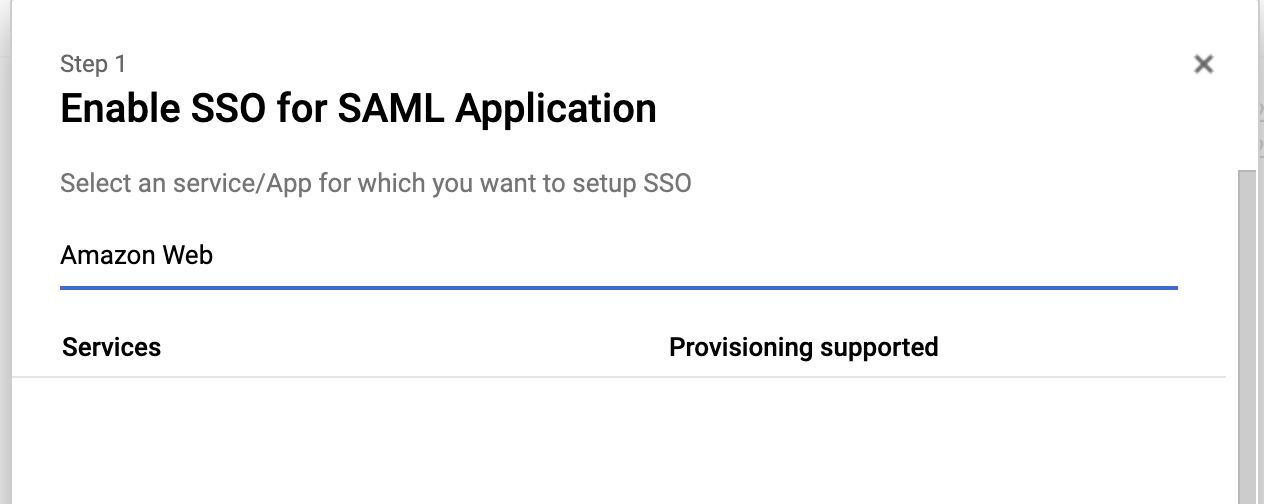 Step 1
Enable SSO for SAML Application
Select an service/App for which you want to setup SSO
Amazon Web
Services
Provisioning supported